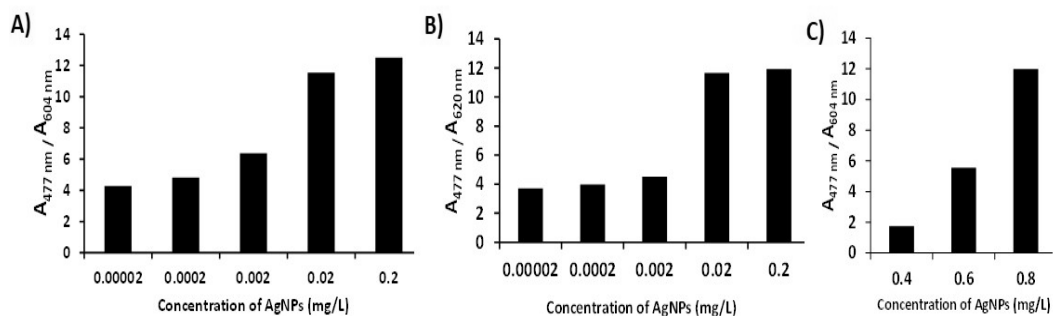 A)
A477 nm / A604 nm
14
12
10
8
6
4
2
0
0.00002 0.0002 0.002 0.02 0.2
Concentration of AgNPs (mg/L)
B)
A477 nm / A620 nm
14
12
10
8
6
4
2
0
0.00002 0.0002 0.002 0.02 0.2
Concentration of AgNPs (mg/L)
C)
A477 nm / A604 nm
14
12
10
8
6
4
2
0
0.4 0.6 0.8
Concentration of AgNPs (mg/L)